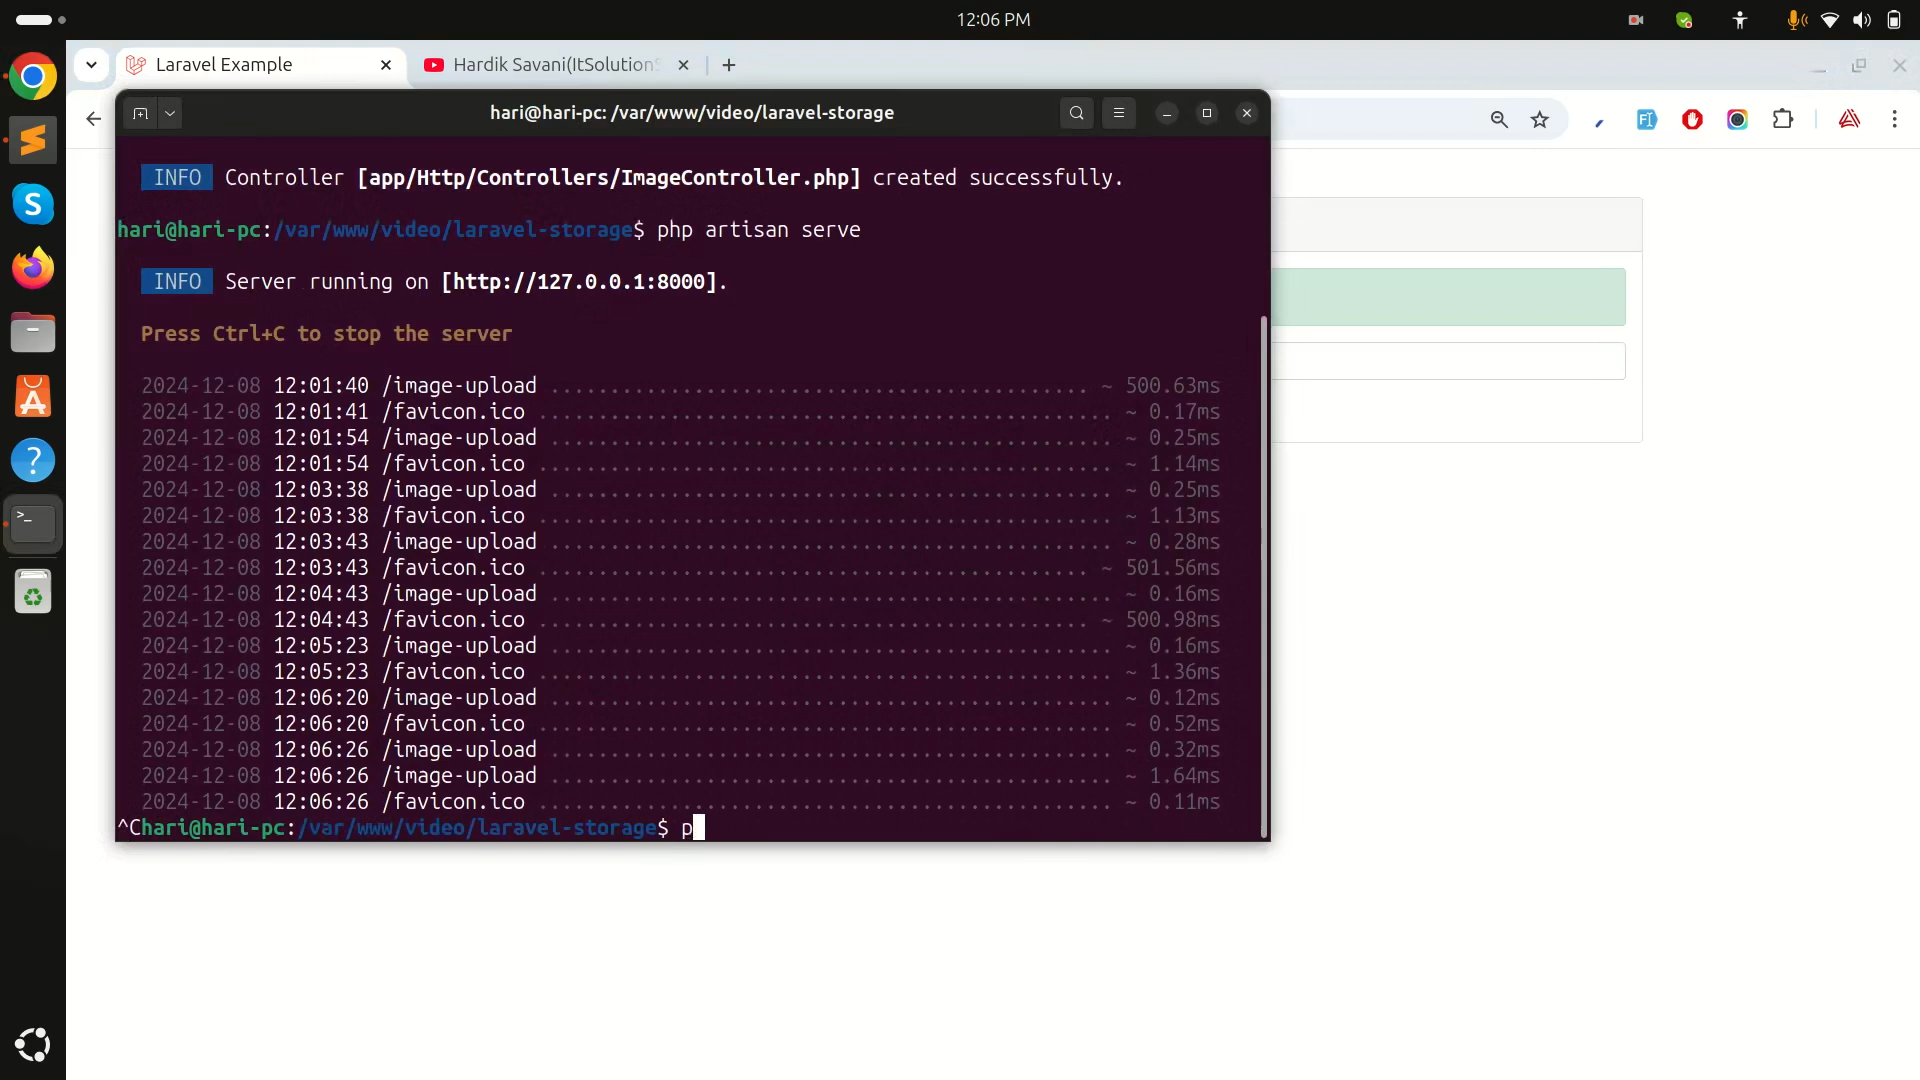 12:06 PM
Laravel Example
Hardik Savani(ItSolution
hari@hari-pc: /var/www/video/laravel-storage
INFO Controller [app/Http/Controllers/ImageController.php] created successfully.
hari@hari-pc:/var/www/video/laravel-storage$ php artisan serve
INFO Server running on [http://127.0.0.1:8000].
Press Ctrl+C to stop the server
2024-12-08 12:01:40 /image-upload ............................................. ~ 500.63ms
2024-12-08 12:01:41 /favicon.ico ................................................ ~ 0.17ms
2024-12-08 12:01:54 /image-upload ............................................... ~ 0.25ms
2024-12-08 12:01:54 /favicon.ico ................................................ ~ 1.14ms
2024-12-08 12:03:38 /image-upload ............................................... ~ 0.25ms
2024-12-08 12:03:38 /favicon.ico ................................................ ~ 1.13ms
2024-12-08 12:03:43 /image-upload ............................................... ~ 0.28ms
2024-12-08 12:03:43 /favicon.ico .............................................. ~ 501.56ms
2024-12-08 12:04:43 /image-upload ............................................... ~ 0.16ms
2024-12-08 12:04:43 /favicon.ico .............................................. ~ 500.98ms
2024-12-08 12:05:23 /image-upload ............................................... ~ 0.16ms
2024-12-08 12:05:23 /favicon.ico ................................................ ~ 1.36ms
2024-12-08 12:06:20 /image-upload ............................................... ~ 0.12ms
2024-12-08 12:06:20 /favicon.ico ................................................ ~ 0.52ms
2024-12-08 12:06:26 /image-upload ............................................... ~ 0.32ms
2024-12-08 12:06:26 /image-upload ............................................... ~ 1.64ms
2024-12-08 12:06:26 /favicon.ico ................................................ ~ 0.11ms
^Chari@hari-pc:/var/www/video/laravel-storage$ p